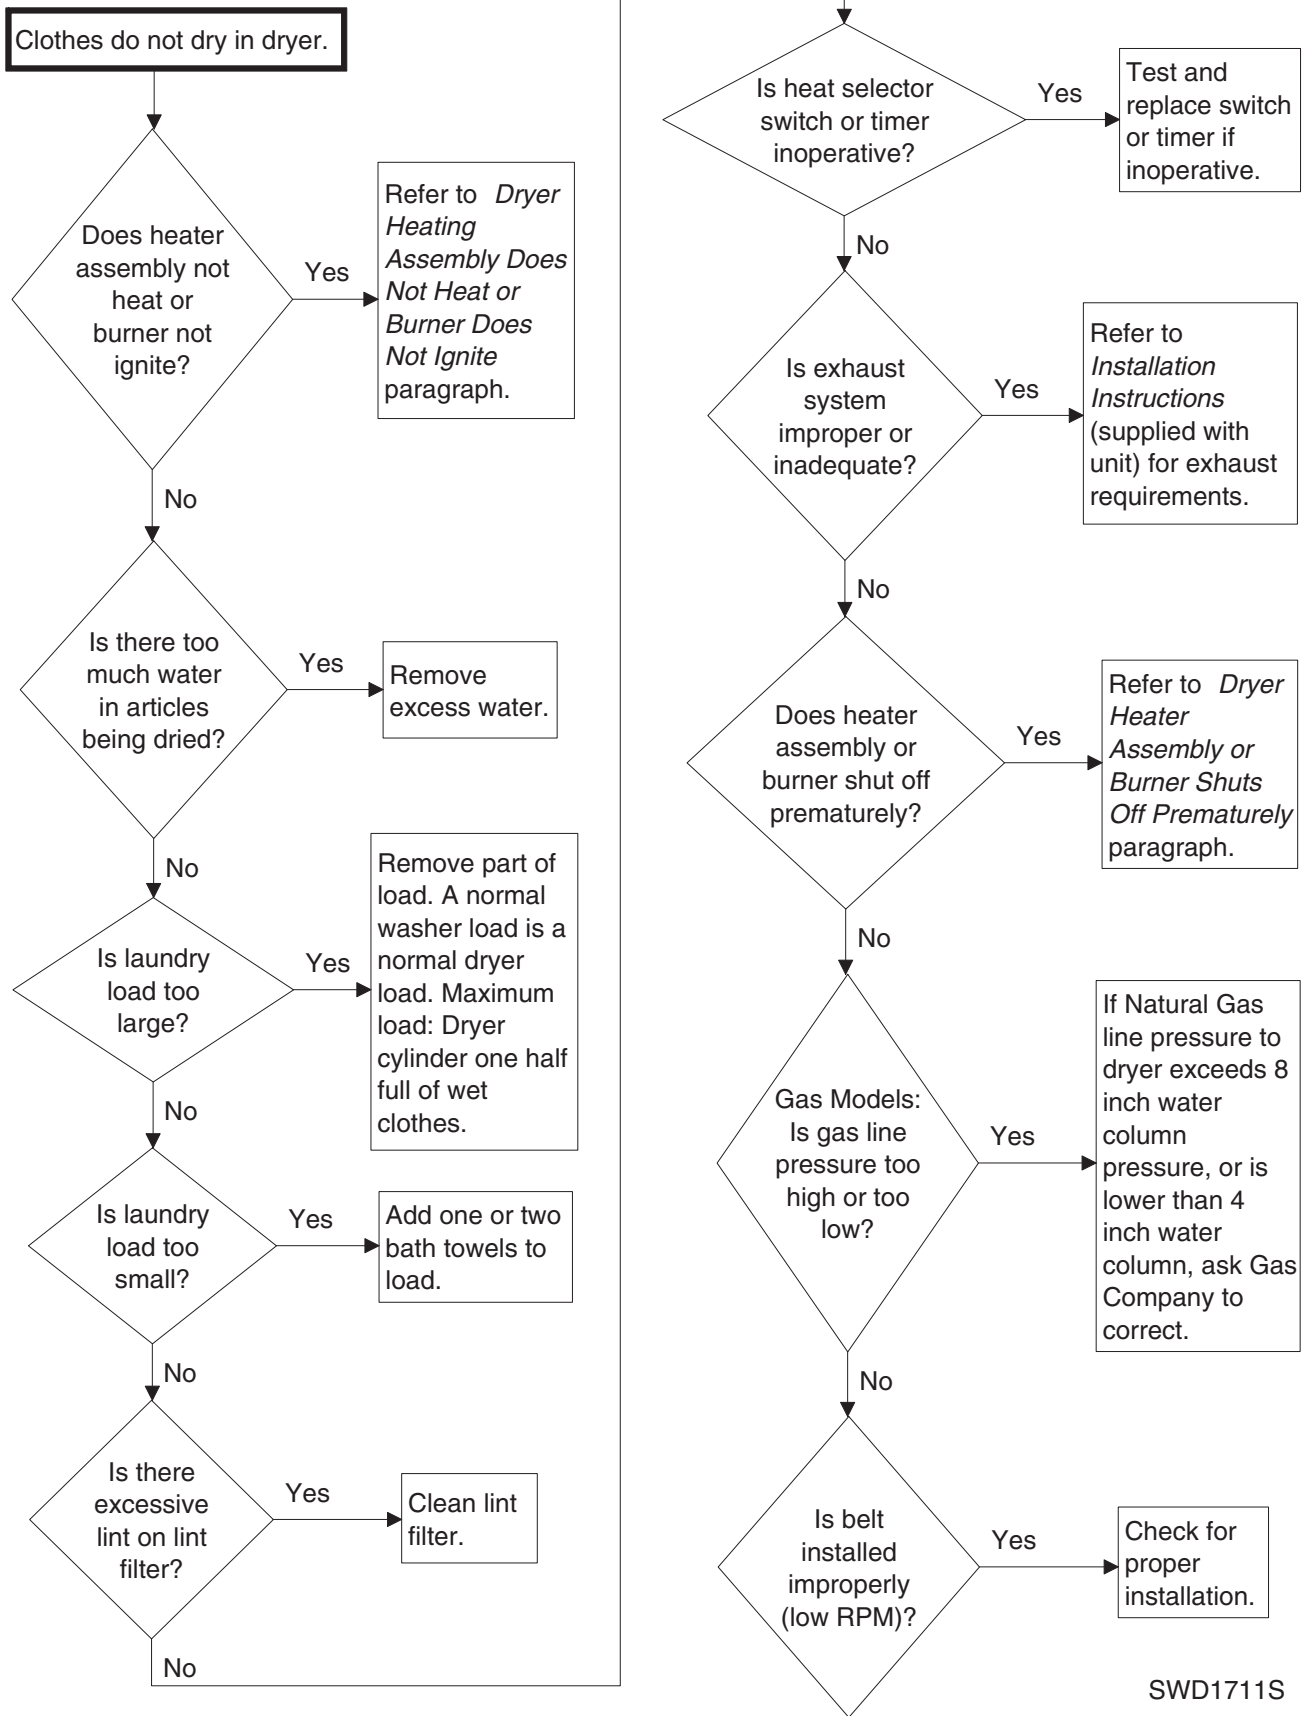 Clothes do not dry in dryer.
Does heater
assembly not
heat or
burner not
ignite?
Yes
Refer to Dryer
Heating
Assembly Does
Not Heat or
Burner Does
Not Ignite
paragraph.
No
Is there too
much water
in articles
being dried?
Yes
Remove
excess water.
No
Is laundry
load too
large?
Yes
Remove part of
load. A normal
washer load is a
normal dryer
load. Maximum
load: Dryer
cylinder one half
full of wet
clothes.
No
Is laundry
load too
small?
Yes
Add one or two
bath towels to
load.
No
Is there
excessive
lint on lint
filter?
Yes
Clean lint
filter.
No
Is heat selector
switch or timer
inoperative?
Yes
Test and
replace switch
or timer if
inoperative.
No
Is exhaust
system
improper or
inadequate?
Yes
Refer to
Installation
Instructions
(supplied with
unit) for exhaust
requirements.
No
Does heater
assembly or
burner shut off
prematurely?
Yes
Refer to Dryer
Heater
Assembly or
Burner Shuts
Off Prematurely
paragraph.
No
Gas Models:
Is gas line
pressure too
high or too
low?
Yes
If Natural Gas
line pressure to
dryer exceeds 8
inch water
column
pressure, or is
lower than 4
inch water
column, ask Gas
Company to
correct.
No
Is belt
installed
improperly
(low RPM)?
Yes
Check for
proper
installation.
SWD1711S